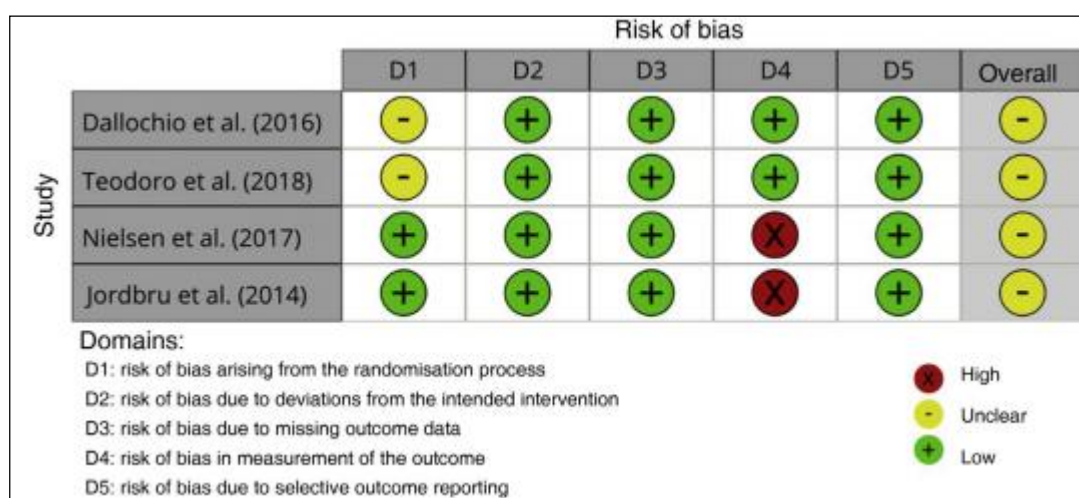 Risk of bias
D1 D2 D3 D4 D5 Overall
Study
Dallochio et al. (2016) - + + + + -
Teodoro et al. (2018) - + + + + -
Nielsen et al. (2017) + + + X + -
Jordbru et al. (2014) + + + X + -
Domains:
D1: risk of bias arising from the randomisation process
D2: risk of bias due to deviations from the intended intervention
D3: risk of bias due to missing outcome data
D4: risk of bias in measurement of the outcome
D5: risk of bias due to selective outcome reporting
X High
- Unclear
+ Low